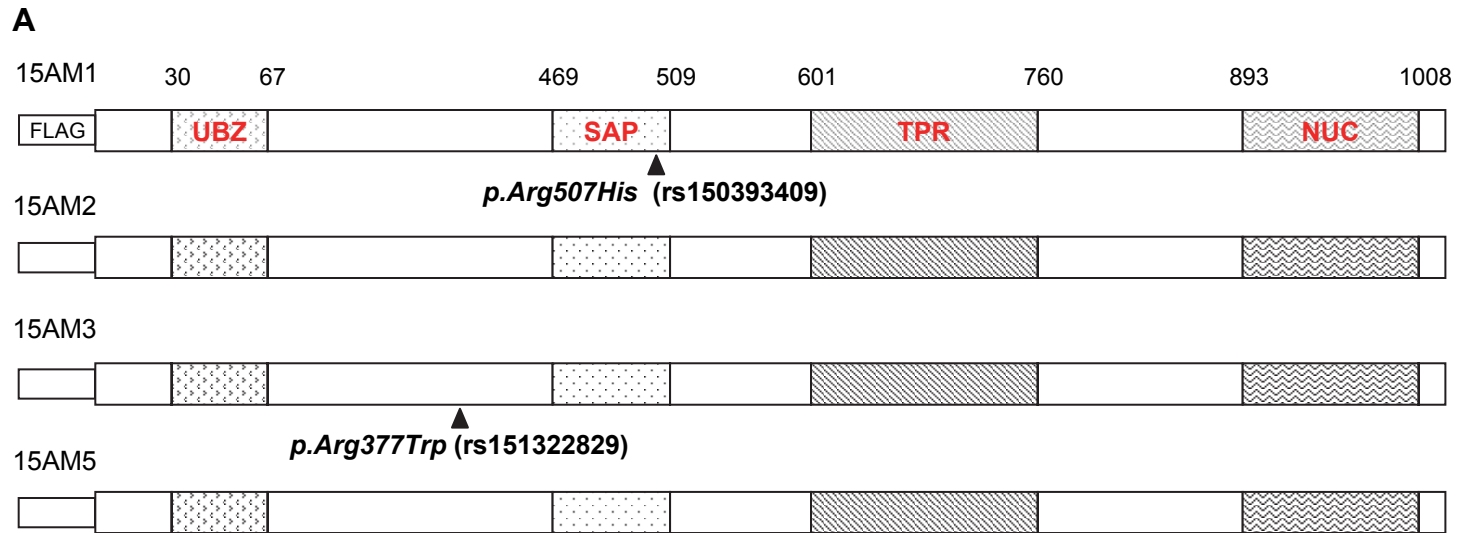 A
15AM1 30 67 469 509 601 760 893 1008
FLAG UBZ SAP TPR NUC
p.Arg507His (rs150393409)
15AM2
15AM3
p.Arg377Trp (rs151322829)
15AM5